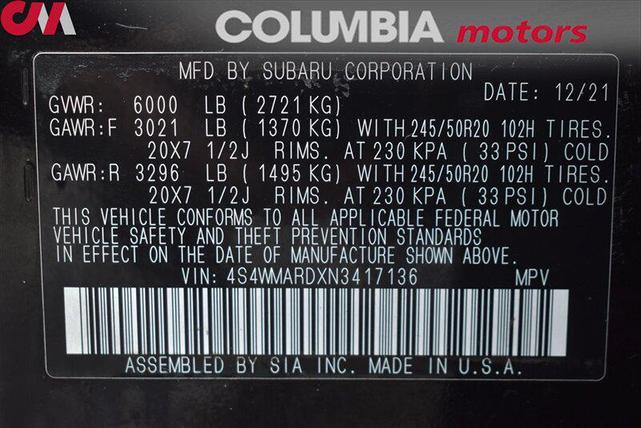 CM
COLUMBIA motors
MFD BY SUBARU CORPORATION
DATE: 12/21
GVWR: 6000 LB (2721 KG)
GAWR:F 3021 LB (1370 KG) WITH 245/50R20 102H TIRES.
20X7 1/2J RIMS. AT 230 KPA (33 PSI) COLD
GAWR:R 3296 LB (1495 KG) WITH 245/50R20 102H TIRES.
20X7 1/2J RIMS. AT 230 KPA (33 PSI) COLD
THIS VEHICLE CONFORMS TO ALL APPLICABLE FEDERAL MOTOR
VEHICLE SAFETY AND THEFT PREVENTION STANDARDS
IN EFFECT ON THE DATE OF MANUFACTURE SHOWN ABOVE.
VIN: 4S4WMARDXN3417136 MPV
ASSEMBLED BY SIA INC. MADE IN U.S.A.